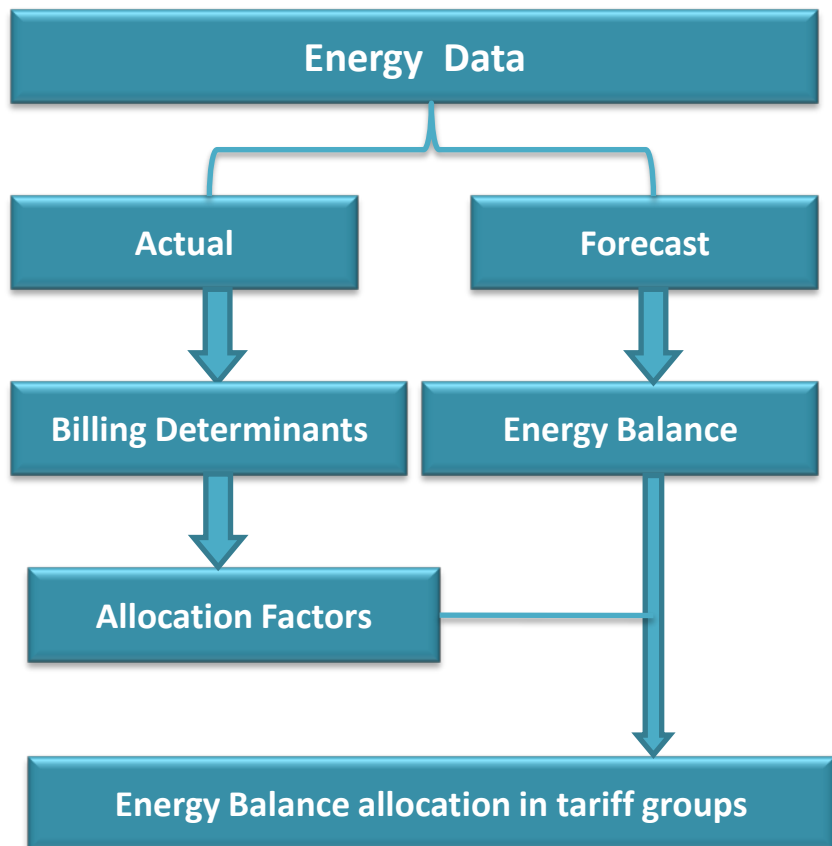 Energy Data
Actual
Forecast
Billing Determinants
Energy Balance
Allocation Factors
Energy Balance allocation in tariff groups